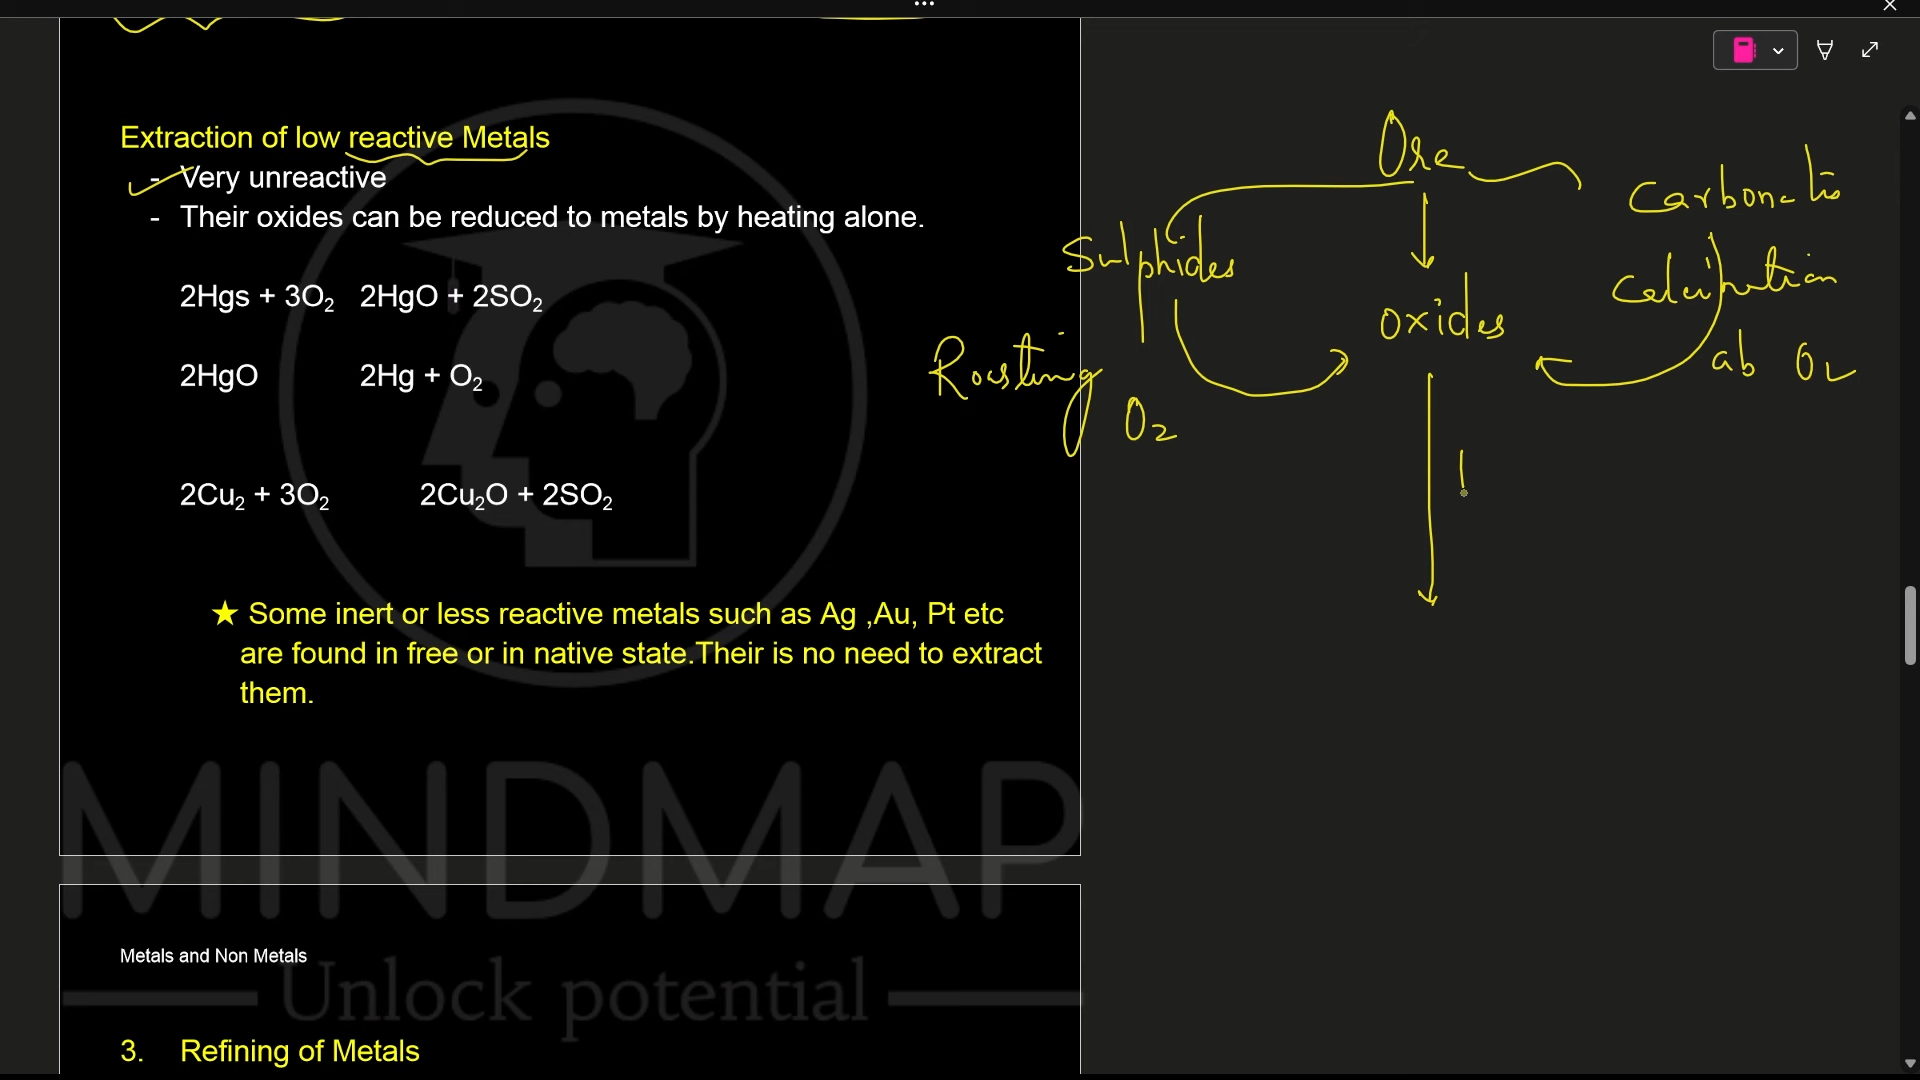 Extraction of low reactive Metals
- Very unreactive
- Their oxides can be reduced to metals by heating alone.
2Hgs + 3O₂ 2HgO + 2SO₂
2HgO 2Hg + O₂
2Cu₂ + 3O₂ 2Cu₂O + 2SO₂
★ Some inert or less reactive metals such as Ag ,Au, Pt etc
are found in free or in native state.Their is no need to extract
them.
MINDMAP
Unlock potential
Metals and Non Metals
3. Refining of Metals
Ore
Sulphides
Roasting
O₂
oxides
ab O₂